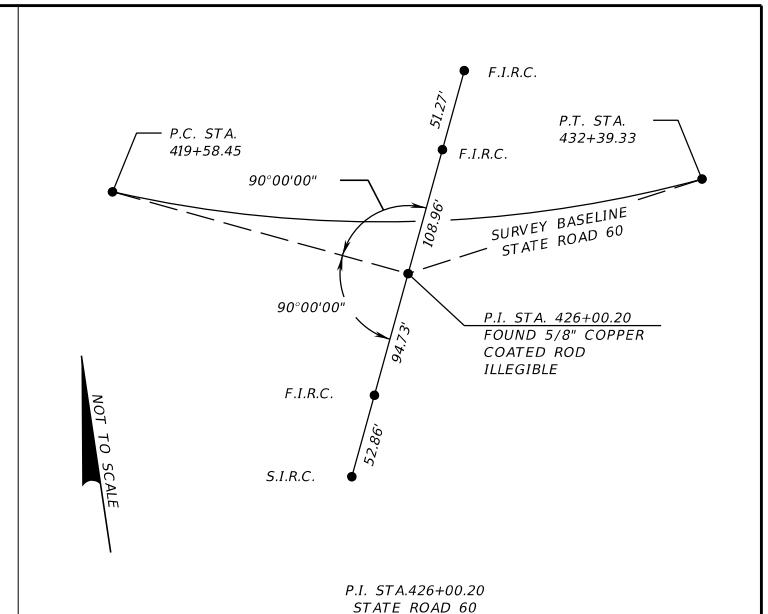 F.I.R.C.
51.27'
P.C. STA.
419+58.45
P.T. STA.
432+39.33
F.I.R.C.
90°00'00"
108.96'
SURVEY BASELINE
STATE ROAD 60
90°00'00"
P.I. STA. 426+00.20
FOUND 5/8" COPPER
COATED ROD
ILLEGIBLE
94.73'
F.I.R.C.
52.86'
S.I.R.C.
NOT TO SCALE
P.I. STA.426+00.20
STATE ROAD 60